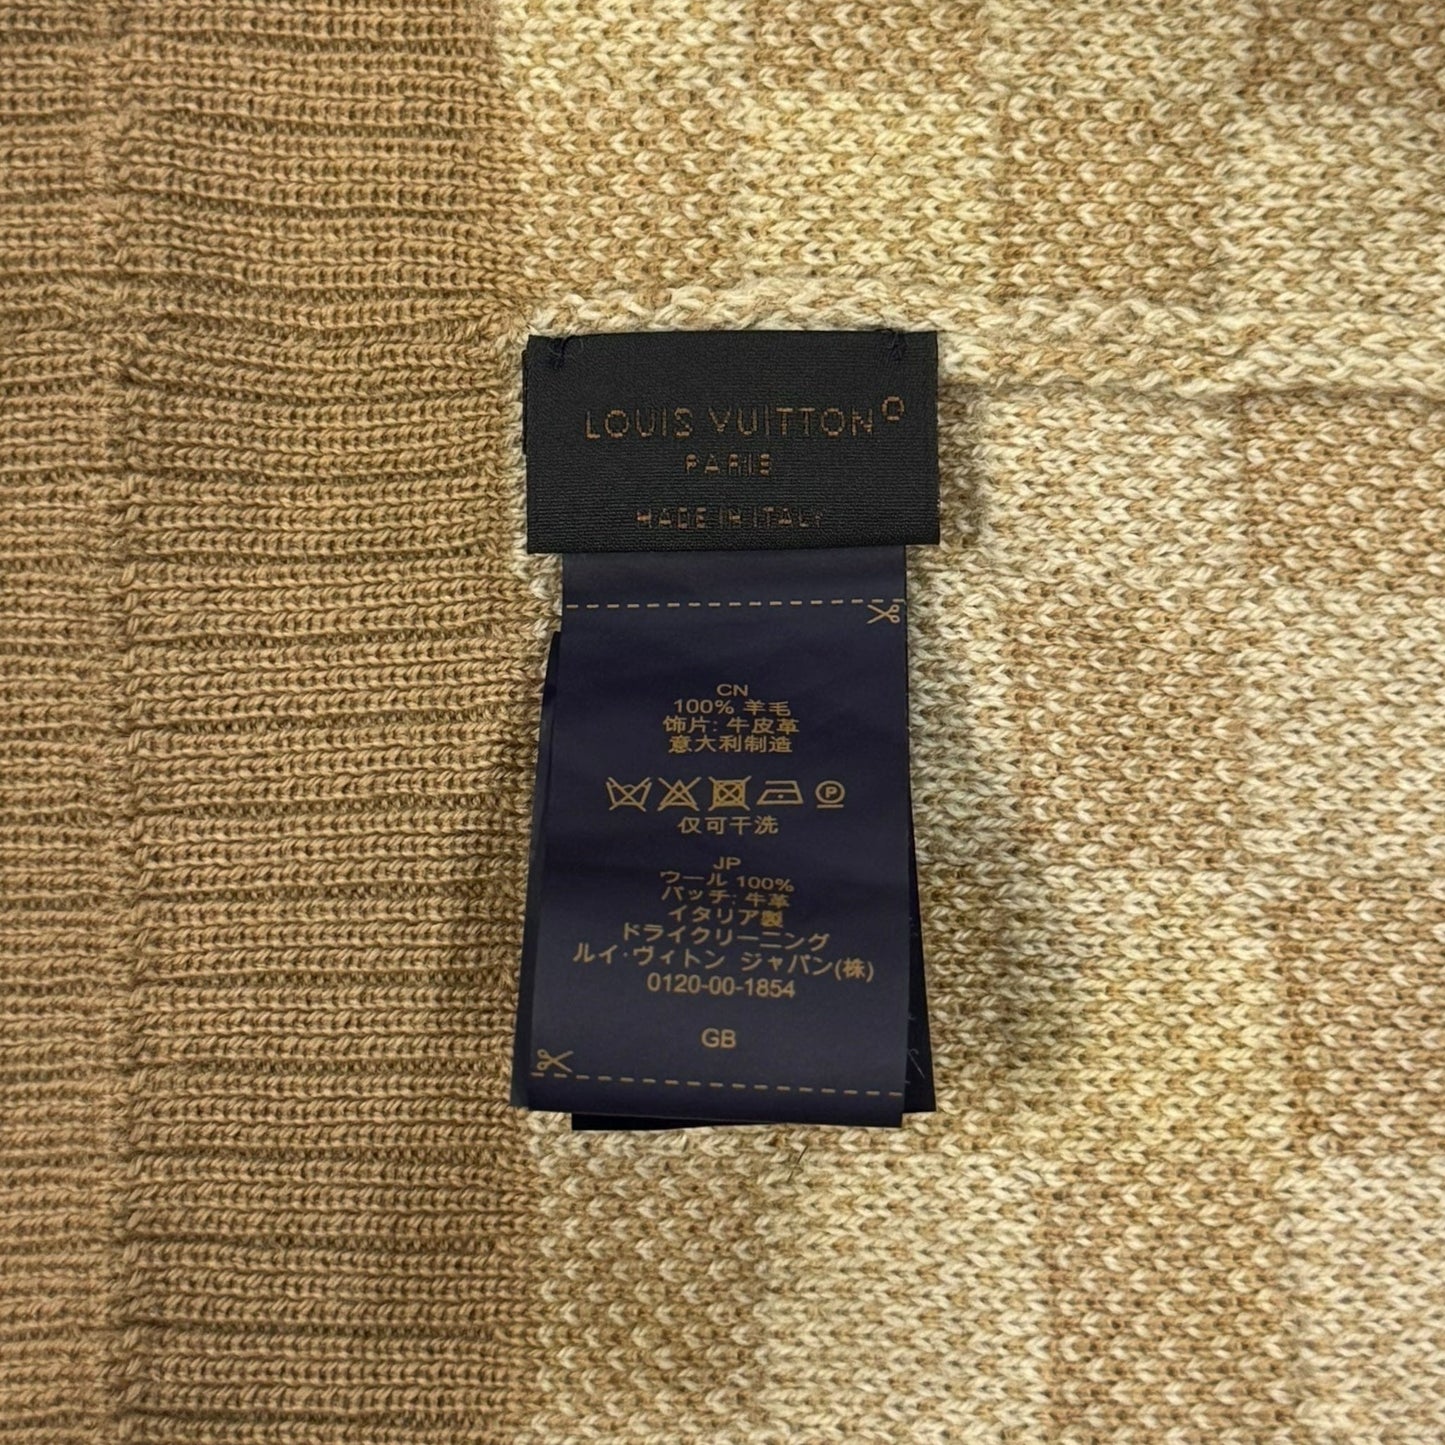 LOUIS VUITTON
PARIS
MADE IN ITALY
CN
100% 羊毛
饰片: 牛皮革
意大利制造
P
仅可干洗
JP
ウール 100%
パッチ: 牛革
イタリア製
ドライクリーニング
ルイ・ヴィトン ジャパン(株)
0120-00-1854
GB